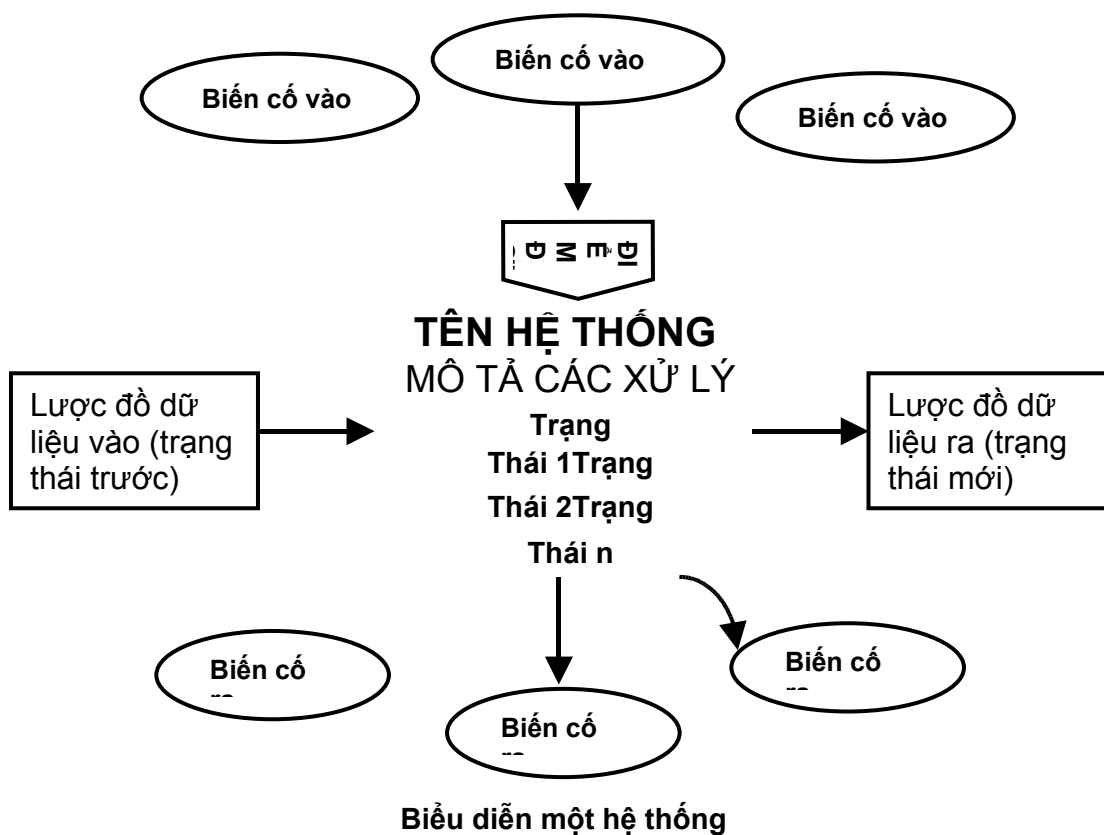 Biến cố vào
Biến cố vào
Biến cố vào
TÊN HỆ THỐNG
MÔ TẢ CÁC XỬ LÝ
Lược đồ dữ
liệu vào (trạng
thái trước)
Trạng
Thái 1Trạng
Thái 2Trạng
Thái n
Lược đồ dữ
liệu ra (trạng
thái mới)
Biến cố
Biến cố
Biến cố
Biểu diễn một hệ thống